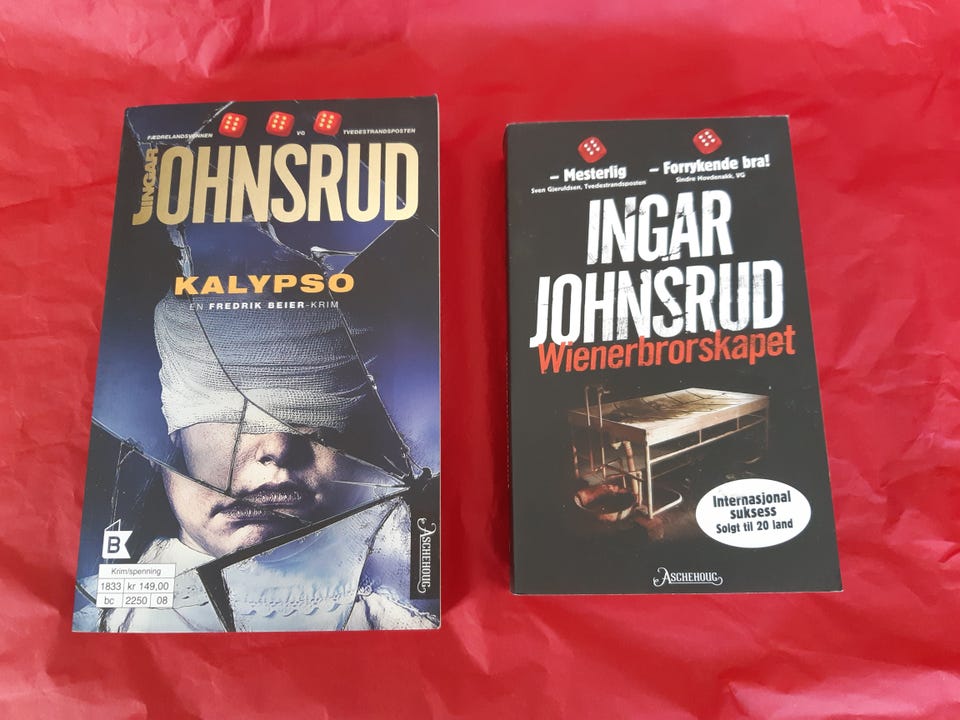 FÆDRELANDSVENNEN
VG
TVEDESTRANDSPOSTEN
INGAR
JOHNSRUD
KALYPSO
EN FREDRIK BEIER-KRIM
B
Krim/spenning
1833 kr 149,00
bc 2250 08
ASCHEHOUG
– Mesterlig
Sven Gjeruldsen, Tvedestrandsposten
– Forrykende bra!
Sindre Hovdenakk, VG
INGAR
JOHNSRUD
Wienerbrorskapet
Internasjonal
suksess
Solgt til 20 land
ASCHEHOUG